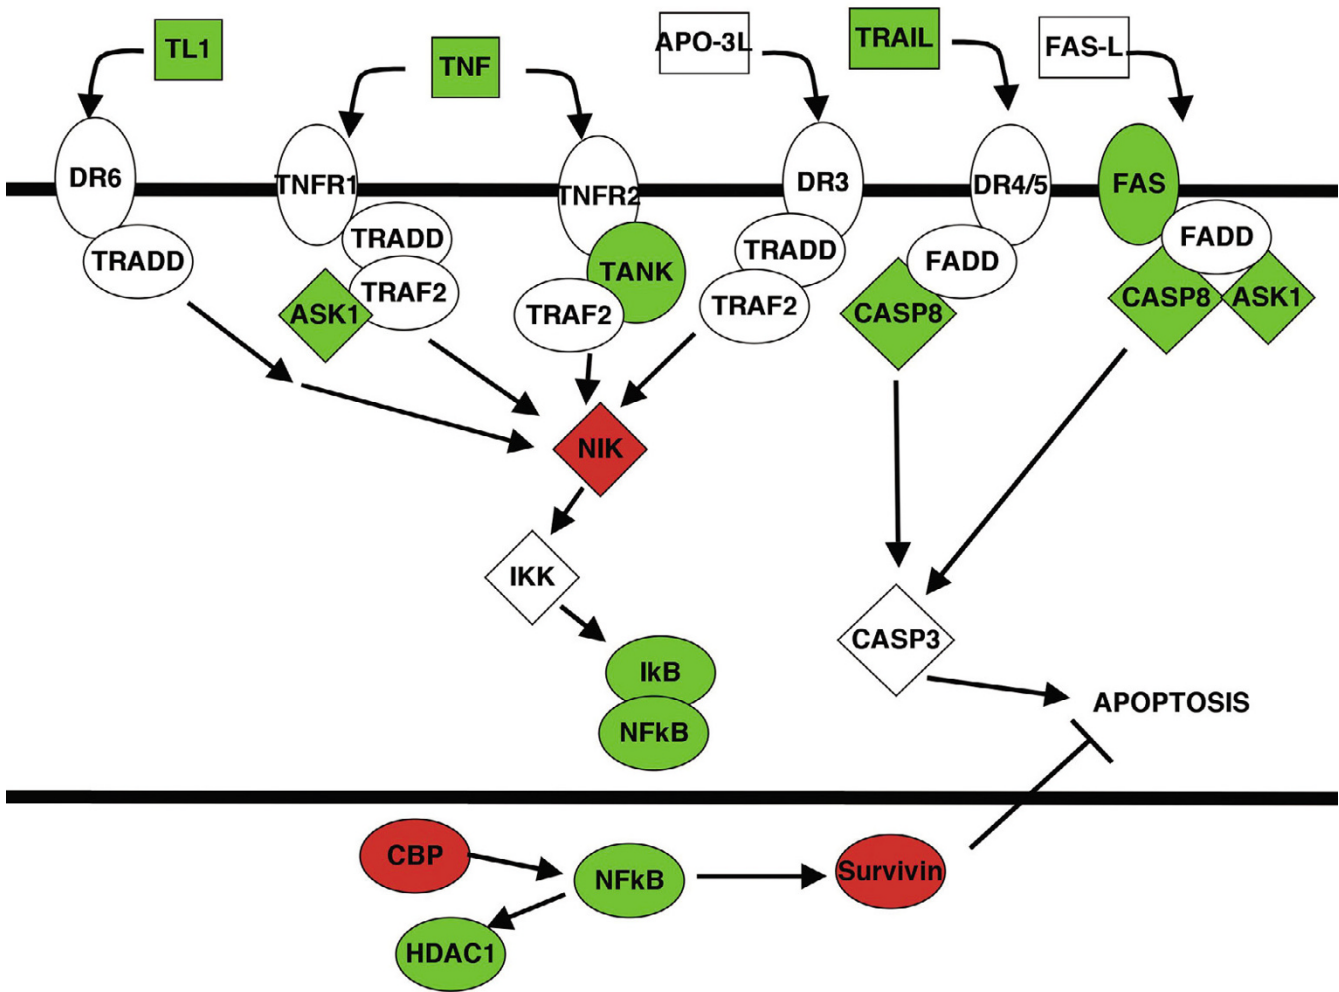 TL1
TNF
APO-3L
TRAIL
FAS-L
DR6
TNFR1
TNFR2
DR3
DR4/5
FAS
TRADD
TRADD
TRAF2
ASK1
TANK
TRAF2
TRADD
TRAF2
FADD
CASP8
FADD
CASP8
ASK1
NIK
IKK
IkB
NFkB
CASP3
APOPTOSIS
CBP
NFkB
Survivin
HDAC1